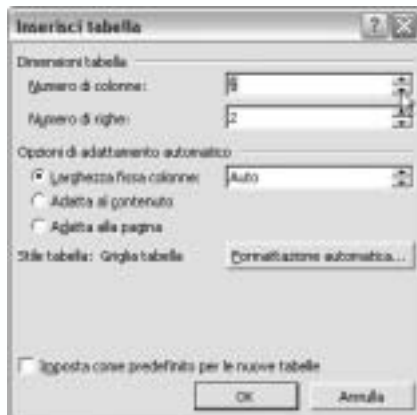 Inserisci tabella
Dimensioni tabella
Numero di colonne:
Numero di righe: 2
Opzioni di adattamento automatico
Larghezza fissa colonne: Auto
Adatta al contenuto
Adatta alla pagina
Stile tabella: Griglia tabella Formattazione automatica...
Imposta come predefinito per le nuove tabelle
OK Annulla